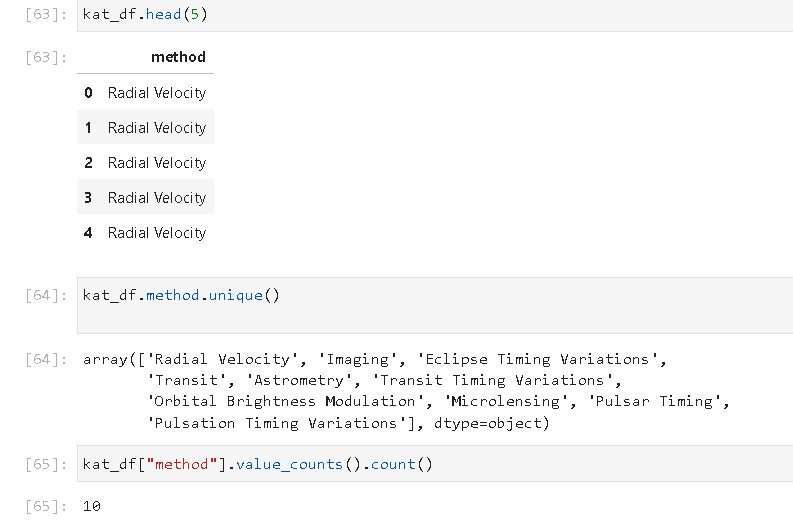 [63]: kat_df.head(5)
[63]: method
0 Radial Velocity
1 Radial Velocity
2 Radial Velocity
3 Radial Velocity
4 Radial Velocity
[64]: kat_df.method.unique()
[64]: array(['Radial Velocity', 'Imaging', 'Eclipse Timing Variations',
'Transit', 'Astrometry', 'Transit Timing Variations',
'Orbital Brightness Modulation', 'Microlensing', 'Pulsar Timing',
'Pulsation Timing Variations'], dtype=object)
[65]: kat_df["method"].value_counts().count()
[65]: 10